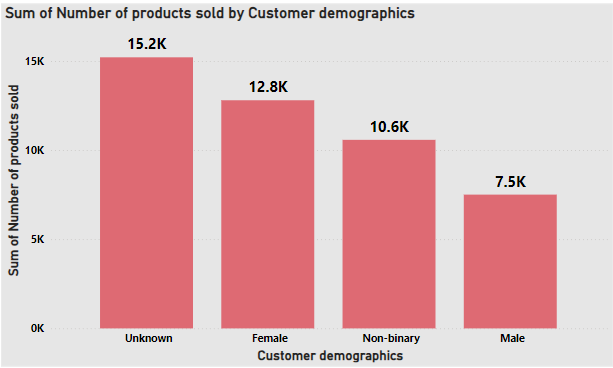 Sum of Number of products sold by Customer demographics
Sum of Number of products sold
15K
10K
5K
0K
15.2K
12.8K
10.6K
7.5K
Unknown
Female
Non-binary
Male
Customer demographics